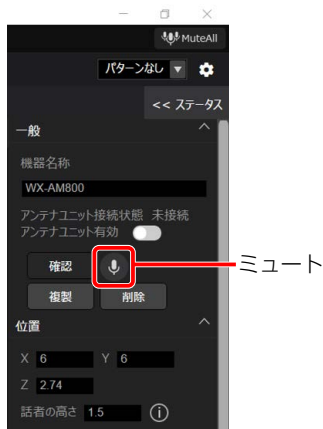 MuteAll
パターンなし
<< ステータス
一般
機器名称
WX-AM800
アンテナユニット接続状態 未接続
アンテナユニット有効
確認
ミュート
複製 削除
位置
X 6 Y 6
Z 2.74
話者の高さ 1.5